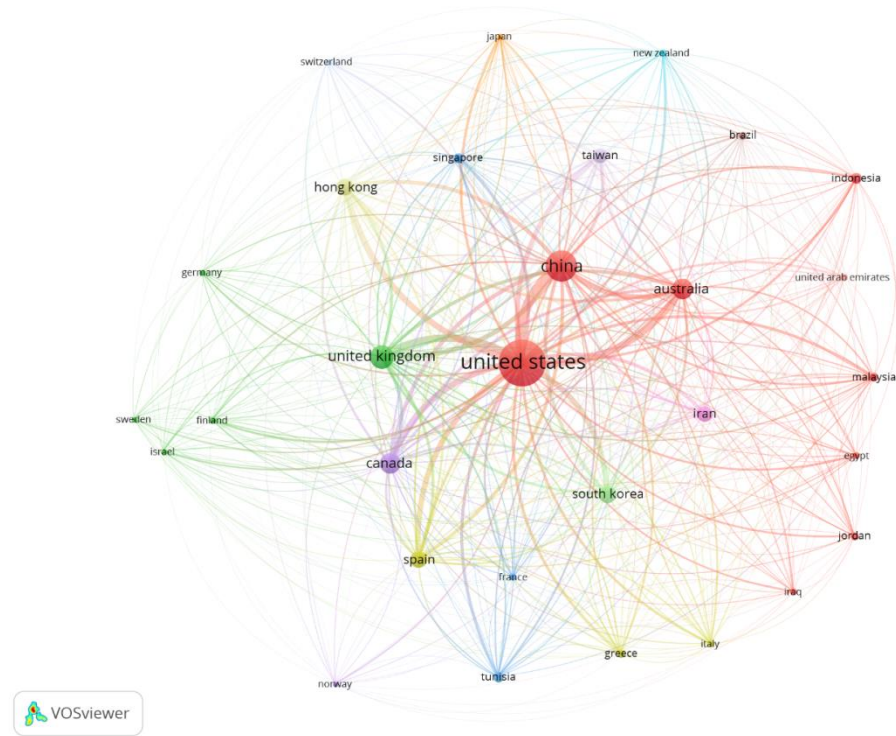 japan
switzerland
new zealand
brazil
singapore
taiwan
indonesia
hong kong
china
germany
united arab emirates
australia
united kingdom
united states
malaysia
iran
sweden
finland
israel
canada
egypt
south korea
jordan
spain
france
iraq
italy
greece
tunisia
norway
VOSviewer